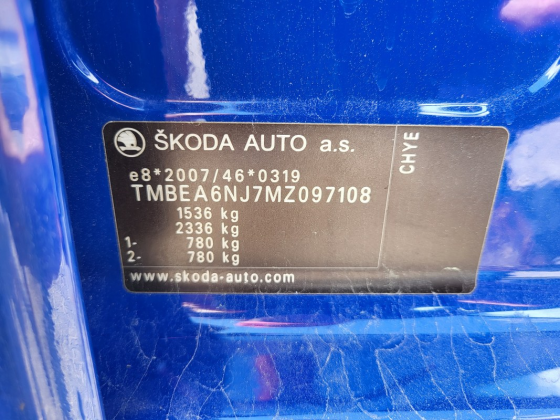 ŠKODA AUTO a.s.
CHYE
e8*2007/46*0319
TMBEA6NJ7MZ097108
1536 kg
2336 kg
1- 780 kg
2- 780 kg
www.skoda-auto.com